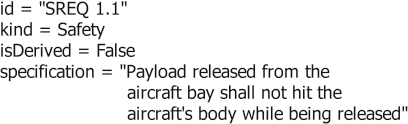 id = "SREQ 1.1"
kind = Safety
isDerived = False
specification = "Payload released from the
aircraft bay shall not hit the
aircraft's body while being released"